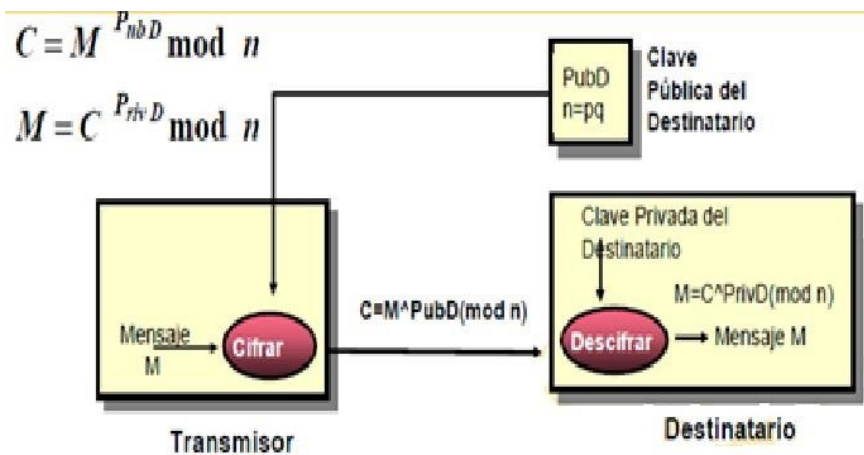 C = M ^PubD mod n
M = C ^PrivD mod n
PubD
n=pq
Clave
Pública del
Destinatario
Mensaje
M
Cifrar
Transmisor
C=M^PubD(mod n)
Clave Privada del
Destinatario
M=C^PrivD(mod n)
Descifrar
Mensaje M
Destinatario